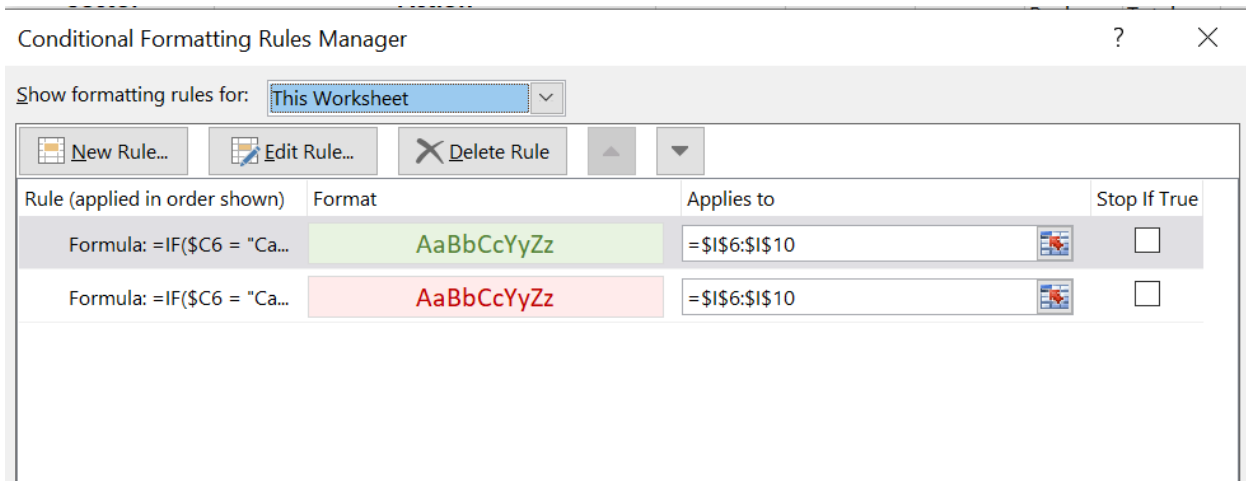 Conditional Formatting Rules Manager ? ×
Show formatting rules for: This Worksheet
New Rule... Edit Rule... Delete Rule
Rule (applied in order shown) Format Applies to Stop If True
Formula: =IF($C6 = "Ca... AaBbCcYyZz =$I$6:$I$10
Formula: =IF($C6 = "Ca... AaBbCcYyZz =$I$6:$I$10